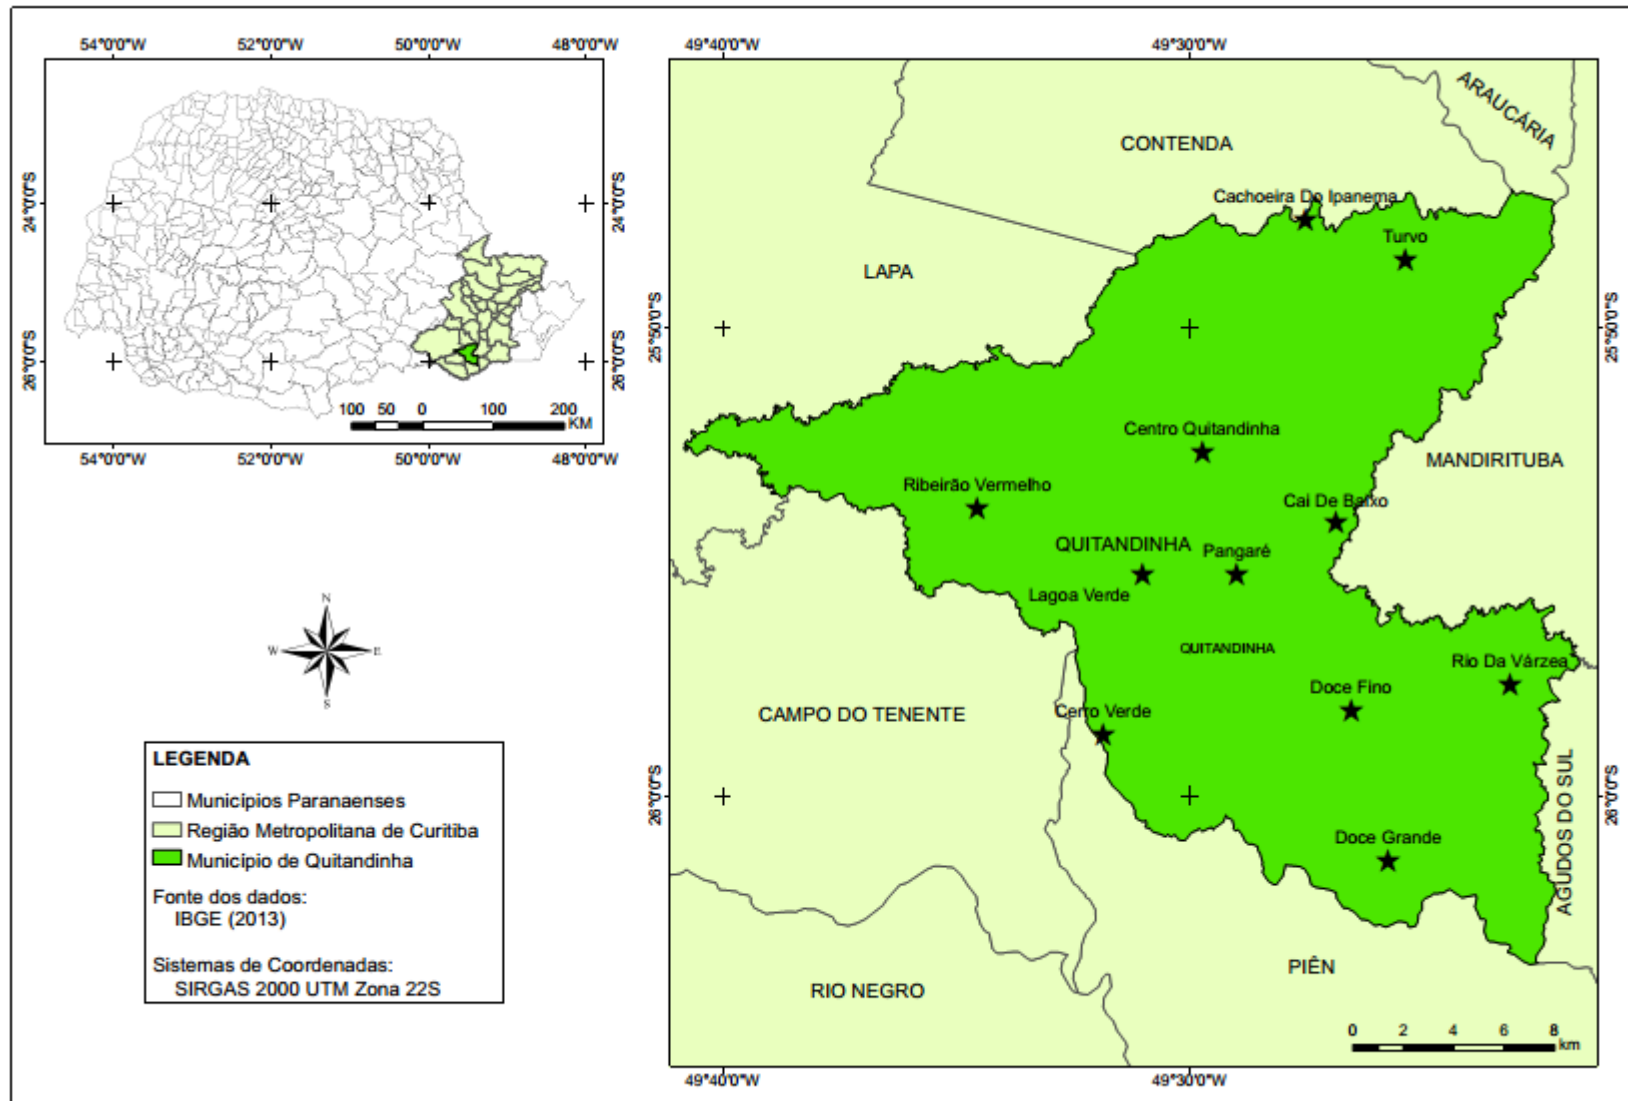 54°0'0"W 52°0'0"W 50°0'0"W 48°0'0"W
24°0'0"S 24°0'0"S
26°0'0"S 26°0'0"S
100 50 0 100 200
KM
54°0'0"W 52°0'0"W 50°0'0"W 48°0'0"W
N
W E
S
LEGENDA
Municípios Paranaenses
Região Metropolitana de Curitiba
Município de Quitandinha
Fonte dos dados:
IBGE (2013)
Sistemas de Coordenadas:
SIRGAS 2000 UTM Zona 22S
49°40'0"W 49°30'0"W
ARAUCÁRIA
CONTENDA
Cachoeira Do Ipanema
Turvo
LAPA
25°50'0"S 25°50'0"S
Centro Quitandinha
MANDIRITUBA
Ribeirão Vermelho
Cai De Baixo
QUITANDINHA
Pangaré
Lagoa Verde
QUITANDINHA
Rio Da Várzea
Doce Fino
CAMPO DO TENENTE
Cerro Verde
26°0'0"S 26°0'0"S
AGUDOS DO SUL
Doce Grande
PIÊN
RIO NEGRO
0 2 4 6 8
km
49°40'0"W 49°30'0"W